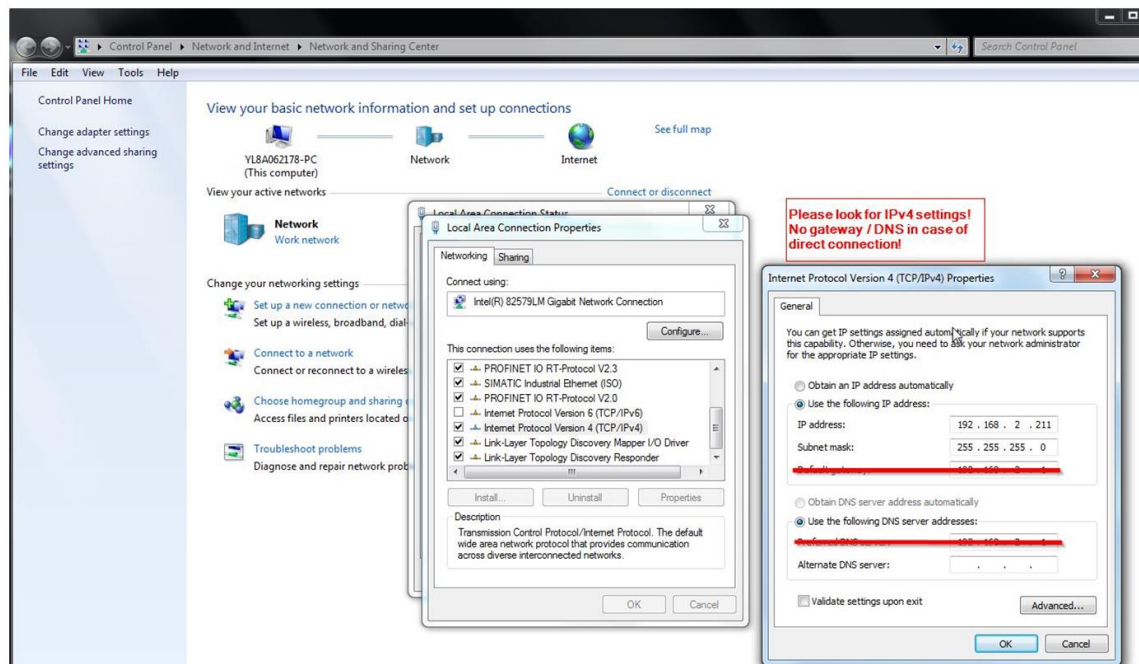 Control Panel ▸ Network and Internet ▸ Network and Sharing Center
Search Control Panel
File Edit View Tools Help
Control Panel Home
Change adapter settings
Change advanced sharing
settings
View your basic network information and set up connections
See full map
YL8A062178-PC
(This computer)
Network
Internet
View your active networks
Connect or disconnect
Network
Work network
Change your networking settings
Set up a new connection or netwo
Set up a wireless, broadband, dial-
Connect to a network
Connect or reconnect to a wireles
Choose homegroup and sharing
Access files and printers located o
Troubleshoot problems
Diagnose and repair network prob
Local Area Connection Status
Local Area Connection Properties
Networking Sharing
Connect using:
Intel(R) 82579LM Gigabit Network Connection
Configure...
This connection uses the following items:
PROFINET IO RT-Protocol V2.3
SIMATIC Industrial Ethernet (ISO)
PROFINET IO RT-Protocol V2.0
Internet Protocol Version 6 (TCP/IPv6)
Internet Protocol Version 4 (TCP/IPv4)
Link-Layer Topology Discovery Mapper I/O Driver
Link-Layer Topology Discovery Responder
Install... Uninstall Properties
Description
Transmission Control Protocol/Internet Protocol. The default
wide area network protocol that provides communication
across diverse interconnected networks.
OK Cancel
Please look for IPv4 settings!
No gateway / DNS in case of
direct connection!
Internet Protocol Version 4 (TCP/IPv4) Properties
General
You can get IP settings assigned automatically if your network supports
this capability. Otherwise, you need to ask your network administrator
for the appropriate IP settings.
Obtain an IP address automatically
Use the following IP address:
IP address: 192 . 168 . 2 . 211
Subnet mask: 255 . 255 . 255 . 0
Default gateway: 192 . 168 . 2 . 1
Obtain DNS server address automatically
Use the following DNS server addresses:
Preferred DNS server: 192 . 168 . 2 . 1
Alternate DNS server: . . .
Validate settings upon exit
Advanced...
OK Cancel